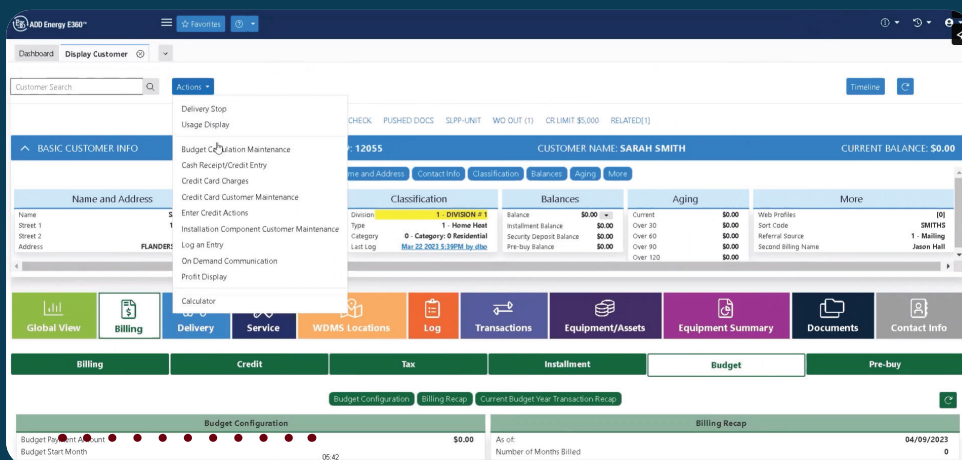 ADD Energy E360™ Favorites
Dashboard Display Customer
Customer Search Actions Timeline
Delivery Stop
Usage Display
CHECK PUSHED DOCS SLPP-UNIT WO OUT (1) CR LIMIT $5,000 RELATED[1]
BASIC CUSTOMER INFO : 12055 CUSTOMER NAME: SARAH SMITH CURRENT BALANCE: $0.00
Budget Calculation Maintenance
Cash Receipt/Credit Entry
Credit Card Charges
Credit Card Customer Maintenance
Enter Credit Actions
Installation Component Customer Maintenance
Log an Entry
On Demand Communication
Profit Display
Calculator
me and Address Contact Info Classification Balances Aging More
Name and Address
Name S
Street 1 1
Street 2
Address FLANDERS
Classification
Division 1 - DIVISION # 1
Type 1 - Home Heat
Category 0 - Category: 0 Residential
Last Log Mar 22 2023 5:39PM by dbo
Balances
Balance $0.00
Installment Balance $0.00
Security Deposit Balance $0.00
Pre-buy Balance $0.00
Aging
Current $0.00
Over 30 $0.00
Over 60 $0.00
Over 90 $0.00
Over 120 $0.00
More
Web Profiles [0]
Sort Code SMITHS
Referral Source 1 - Mailing
Second Billing Name Jason Hall
Global View Billing Delivery Service WDMS Locations Log Transactions Equipment/Assets Equipment Summary Documents Contact Info
Billing Credit Tax Installment Budget Pre-buy
Budget Configuration Billing Recap Current Budget Year Transaction Recap
Budget Configuration
Budget Payment Amount $0.00
Budget Start Month
05:42
Billing Recap
As of: 04/09/2023
Number of Months Billed 0